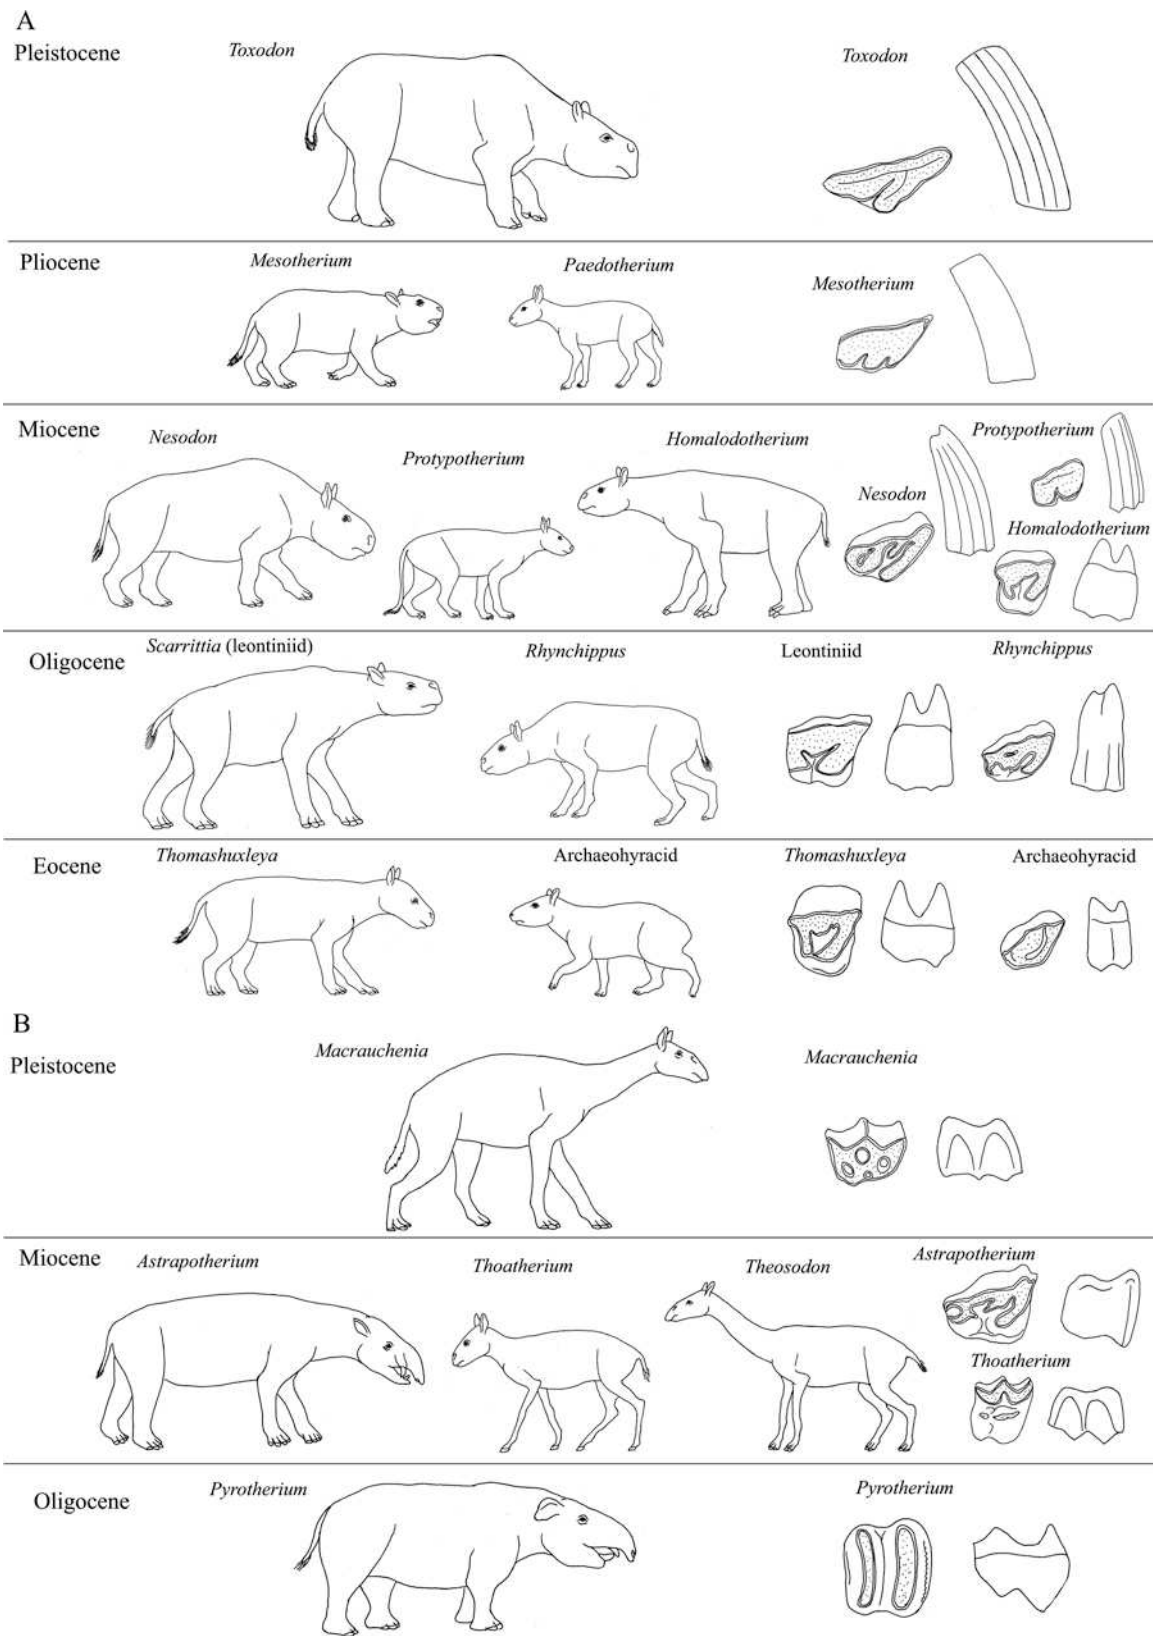 A
Pleistocene
Toxodon
Toxodon
Pliocene
Mesotherium
Paedotherium
Mesotherium
Miocene
Nesodon
Protypotherium
Homalodotherium
Nesodon
Protypotherium
Homalodotherium
Oligocene
Scarrittia (leontiniid)
Rhynchippus
Leontiniid
Rhynchippus
Eocene
Thomashuxleya
Archaeohyracid
Thomashuxleya
Archaeohyracid
B
Pleistocene
Macrauchenia
Macrauchenia
Miocene
Astrapotherium
Thoatherium
Theosodon
Astrapotherium
Thoatherium
Oligocene
Pyrotherium
Pyrotherium